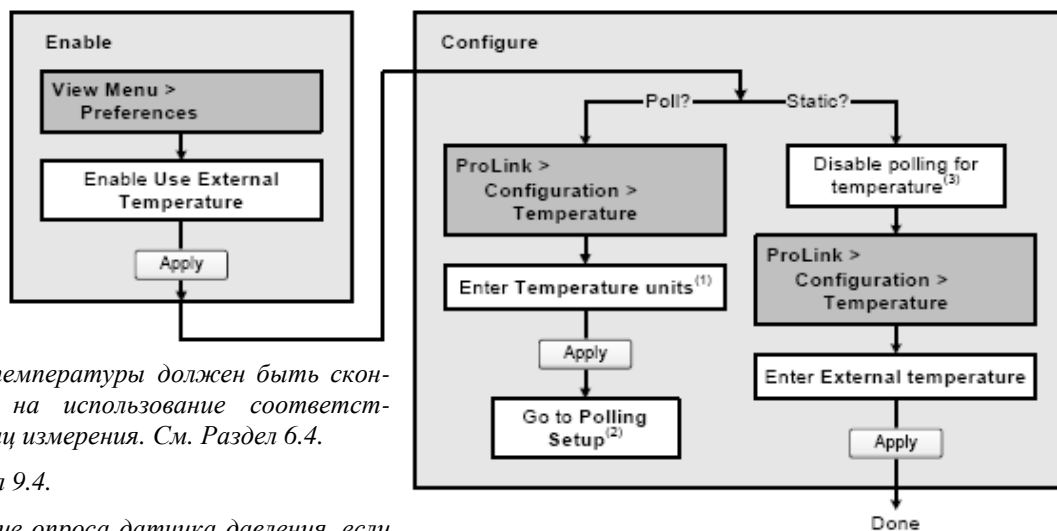 Enable
View Menu >
Preferences
Enable Use External
Temperature
Apply
Configure
Poll?
Static?
ProLink >
Configuration >
Temperature
Enter Temperature units(1)
Apply
Go to Polling
Setup(2)
Disable polling for
temperature(3)
ProLink >
Configuration >
Temperature
Enter External temperature
Apply
Done
температуры должен быть скон-
на использование соответст-
измерения. См. Раздел 6.4.
9.4.
опроса датчика давления, если